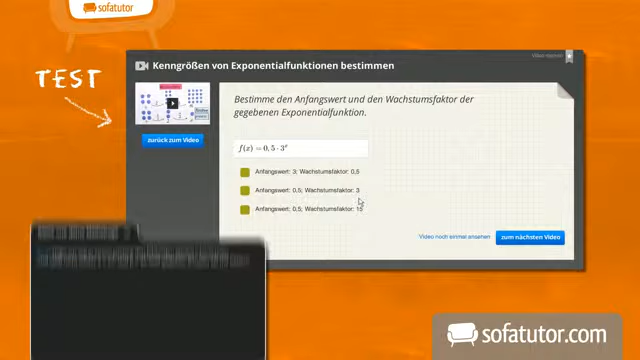 sofatutor
TEST
Kenngrößen von Exponentialfunktionen bestimmen
Bestimme den Anfangswert und den Wachstumsfaktor der
gegebenen Exponentialfunktion.
zurück zum Video
f(x) = 0,5 · 3ˣ
Anfangswert: 3; Wachstumsfaktor: 0,5
Anfangswert: 0,5; Wachstumsfaktor: 3
Anfangswert: 0,5; Wachstumsfaktor: 15
Video noch einmal ansehen
zum nächsten Video
sofatutor.com